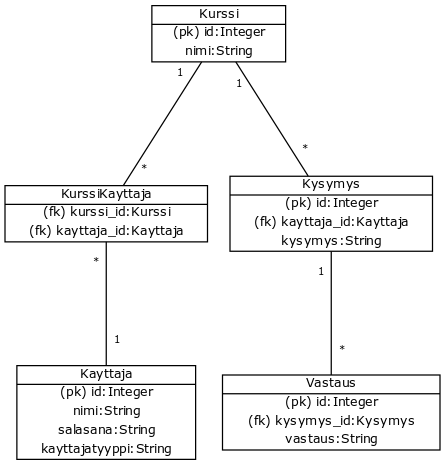 Kurssi
(pk) id:Integer
nimi:String
1
1
*
*
KurssiKayttaja
(fk) kurssi_id:Kurssi
(fk) kayttaja_id:Kayttaja
Kysymys
(pk) id:Integer
(fk) kayttaja_id:Kayttaja
kysymys:String
*
1
1
*
Kayttaja
(pk) id:Integer
nimi:String
salasana:String
kayttajatyyppi:String
Vastaus
(pk) id:Integer
(fk) kysymys_id:Kysymys
vastaus:String